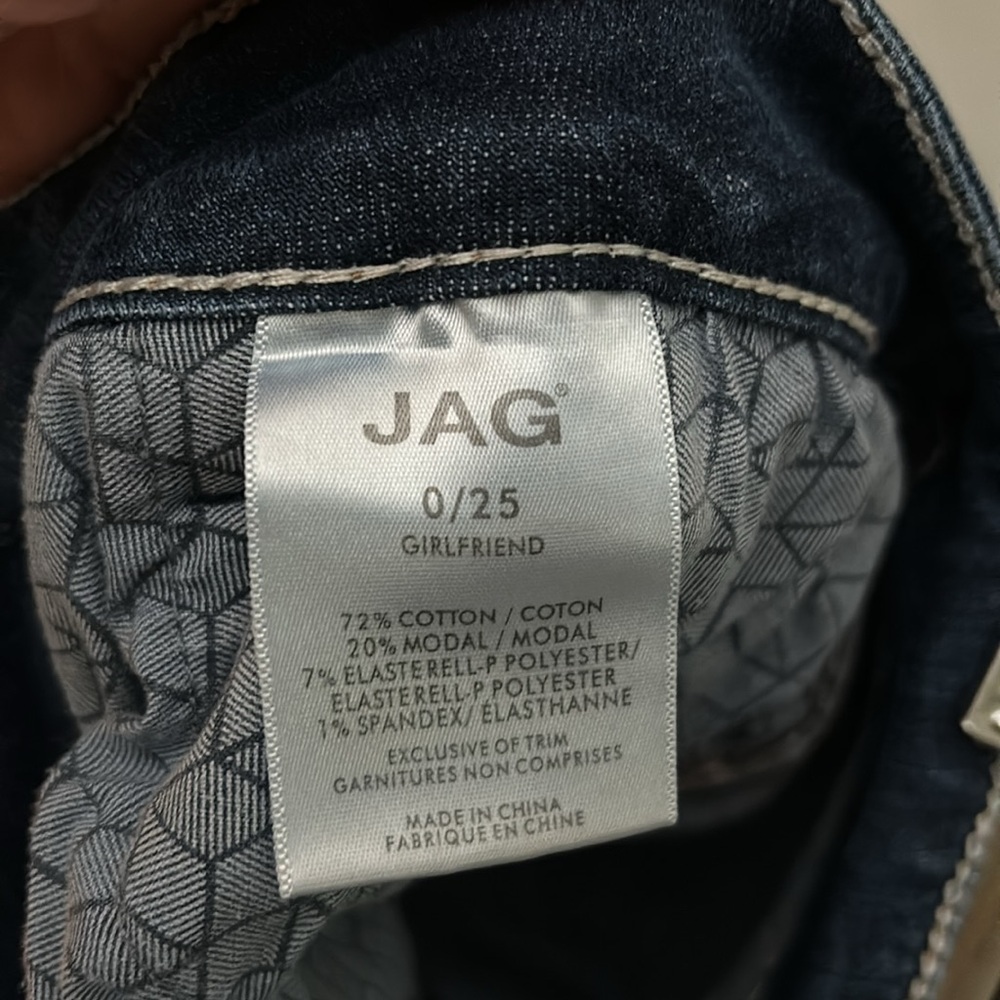 JAG®
0/25
GIRLFRIEND
72% COTTON / COTON
20% MODAL / MODAL
7% ELASTERELL-P POLYESTER/
ELASTERELL-P POLYESTER
1% SPANDEX/ ÉLASTHANNE
EXCLUSIVE OF TRIM
GARNITURES NON COMPRISES
MADE IN CHINA
FABRIQUE EN CHINE